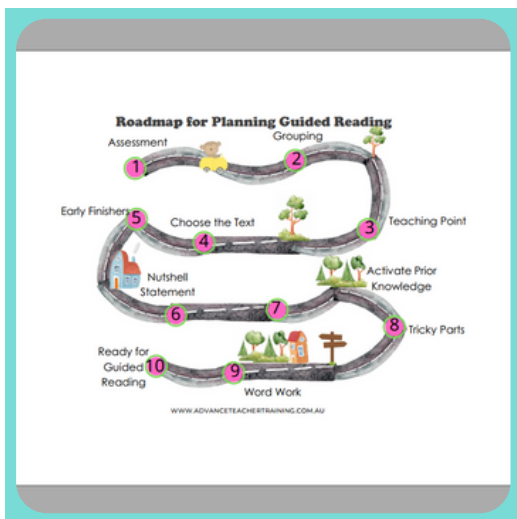 Roadmap for Planning Guided Reading
Assessment
1
Grouping
2
3
Teaching Point
Choose the Text
4
Early Finishers
5
Nutshell
Statement
6
7
Activate Prior
Knowledge
8
Tricky Parts
Word Work
9
Ready for
Guided
Reading
10
WWW.ADVANCETEACHERTRAINING.COM.AU